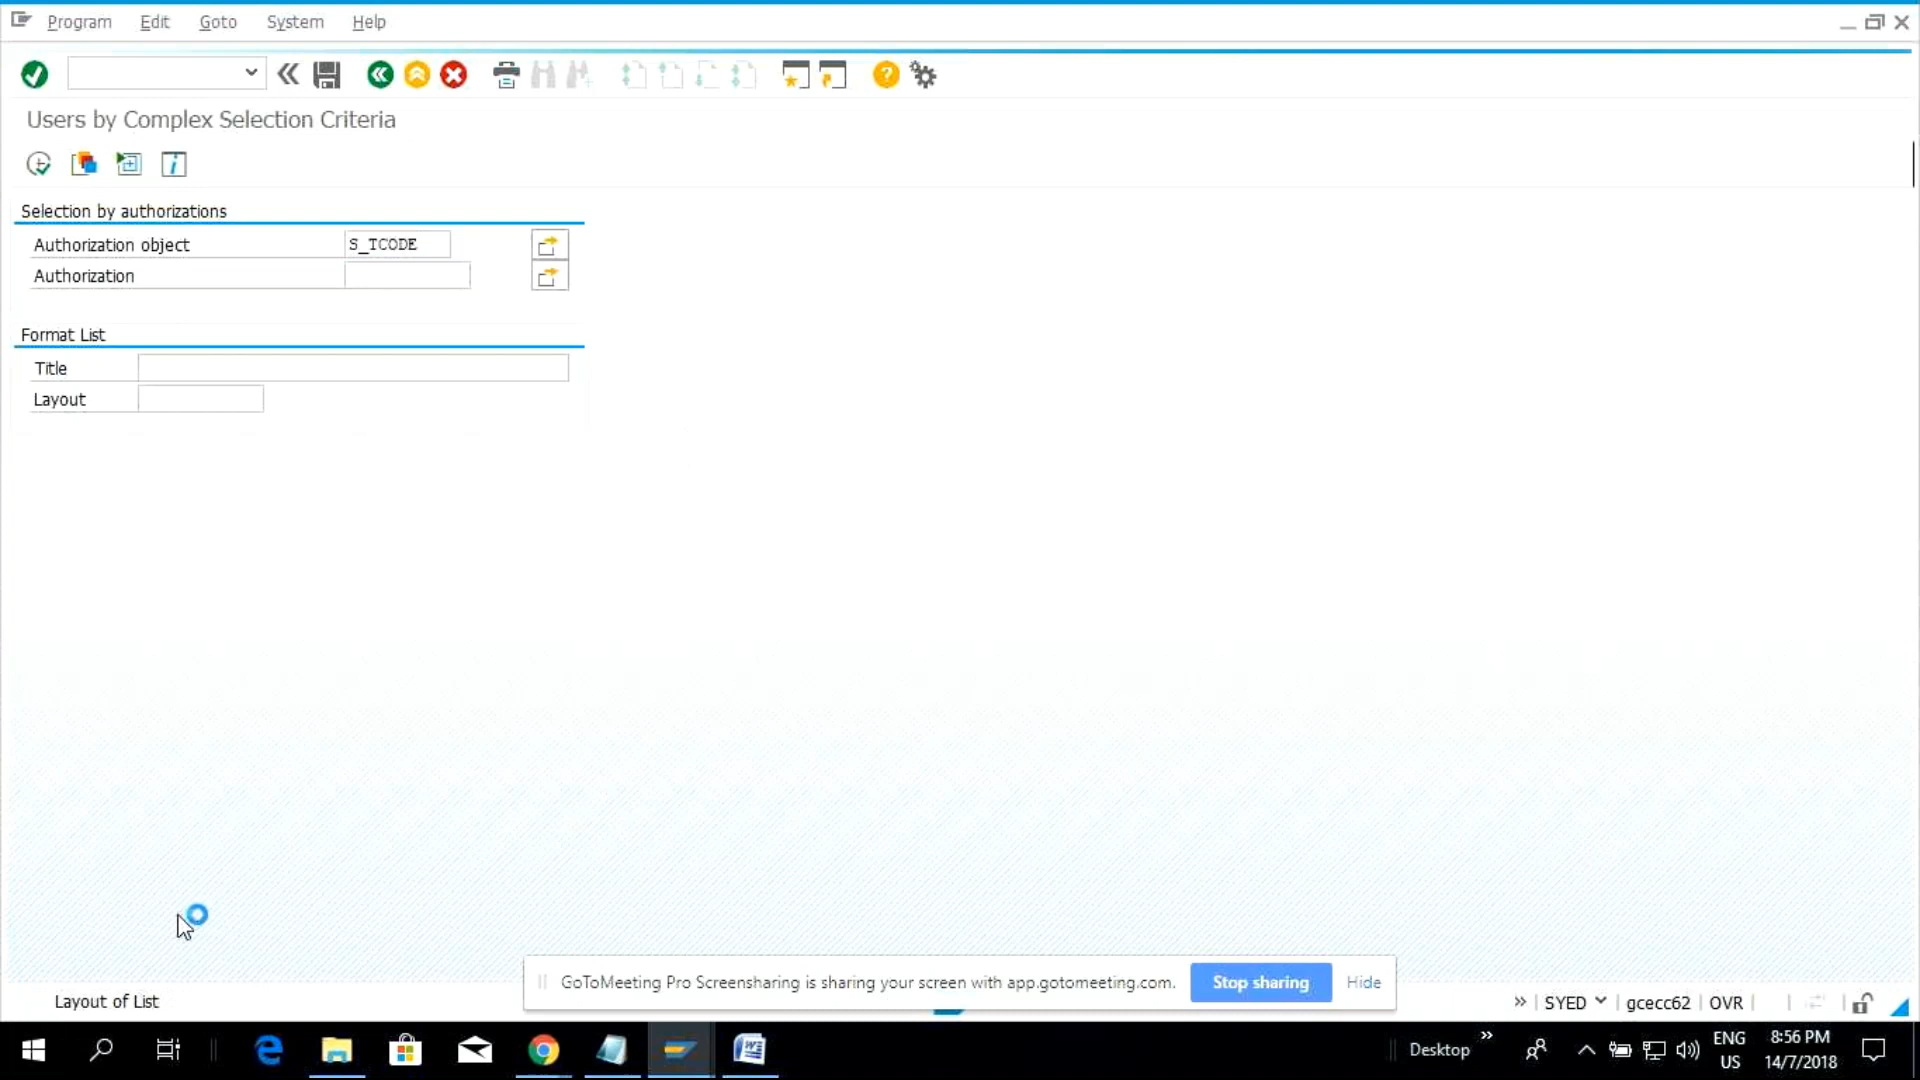 Program Edit Goto System Help
Users by Complex Selection Criteria
Selection by authorizations
Authorization object S_TCODE
Authorization
Format List
Title
Layout
GoToMeeting Pro Screensharing is sharing your screen with app.gotomeeting.com. Stop sharing Hide
Layout of List
SYED gcecc62 OVR
Desktop
ENG 8:56 PM
US 14/7/2018